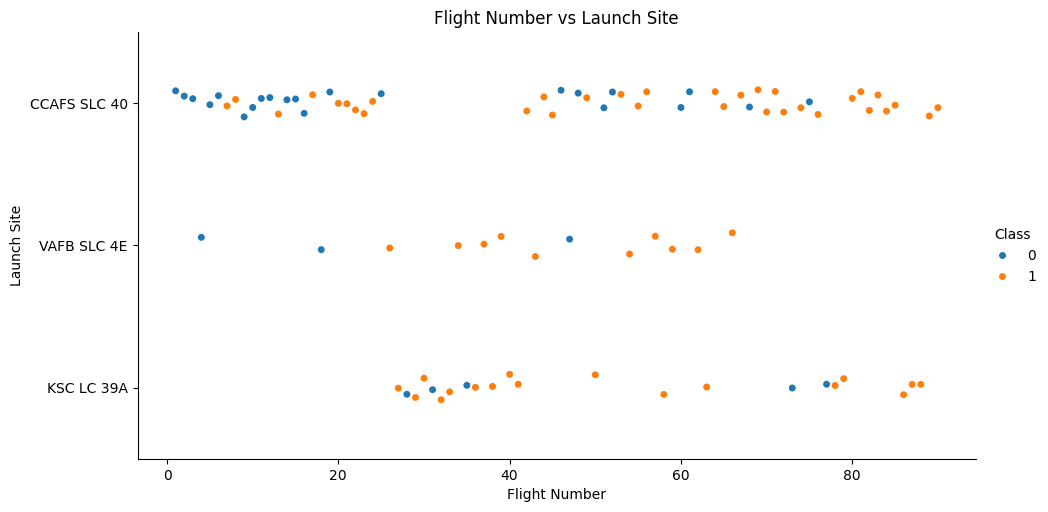 Flight Number vs Launch Site
Launch Site
CCAFS SLC 40
VAFB SLC 4E
KSC LC 39A
0 20 40 60 80
Flight Number
Class
0
1